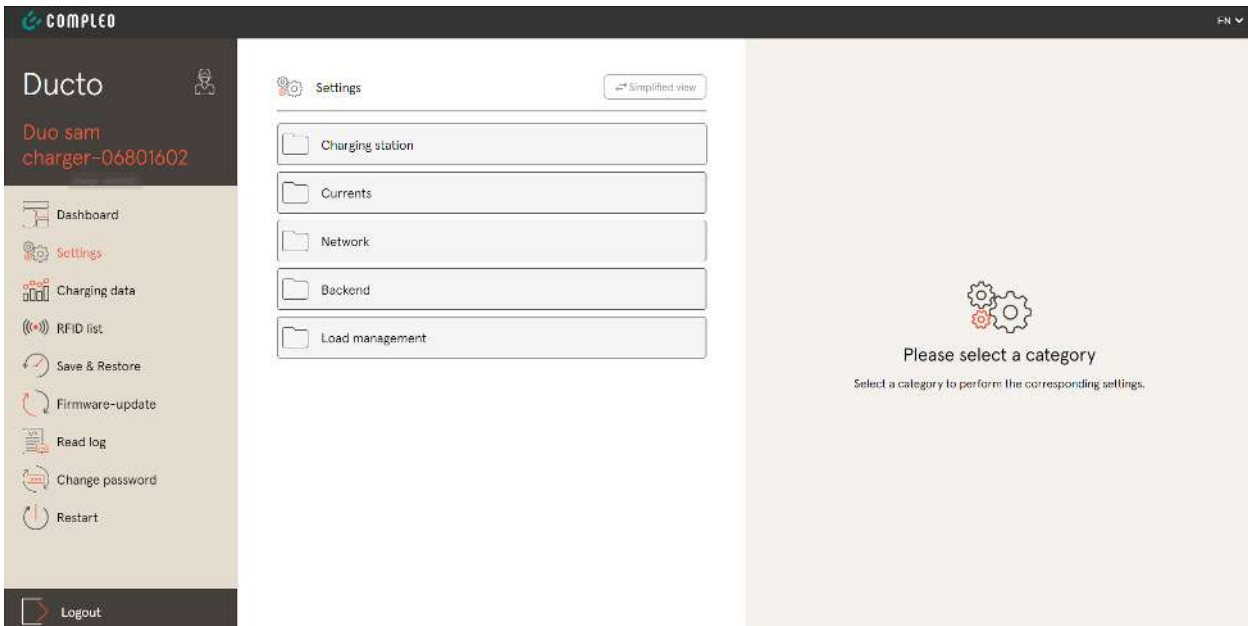 COMPLEO
EN
Ducto
Duo sam
charger-06801602
Dashboard
Settings
Charging data
RFID list
Save & Restore
Firmware-update
Read log
Change password
Restart
Logout
Settings
Simplified view
Charging station
Currents
Network
Backend
Load management
Please select a category
Select a category to perform the corresponding settings.